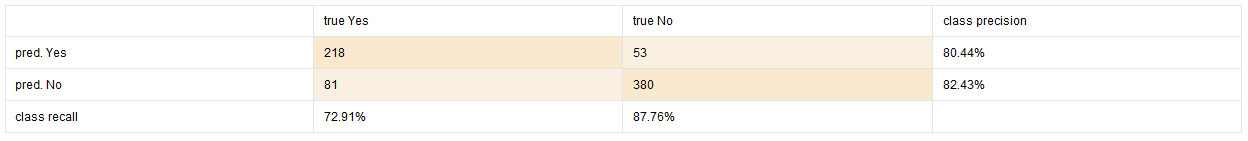 true Yes true No class precision
pred. Yes 218 53 80.44%
pred. No 81 380 82.43%
class recall 72.91% 87.76%